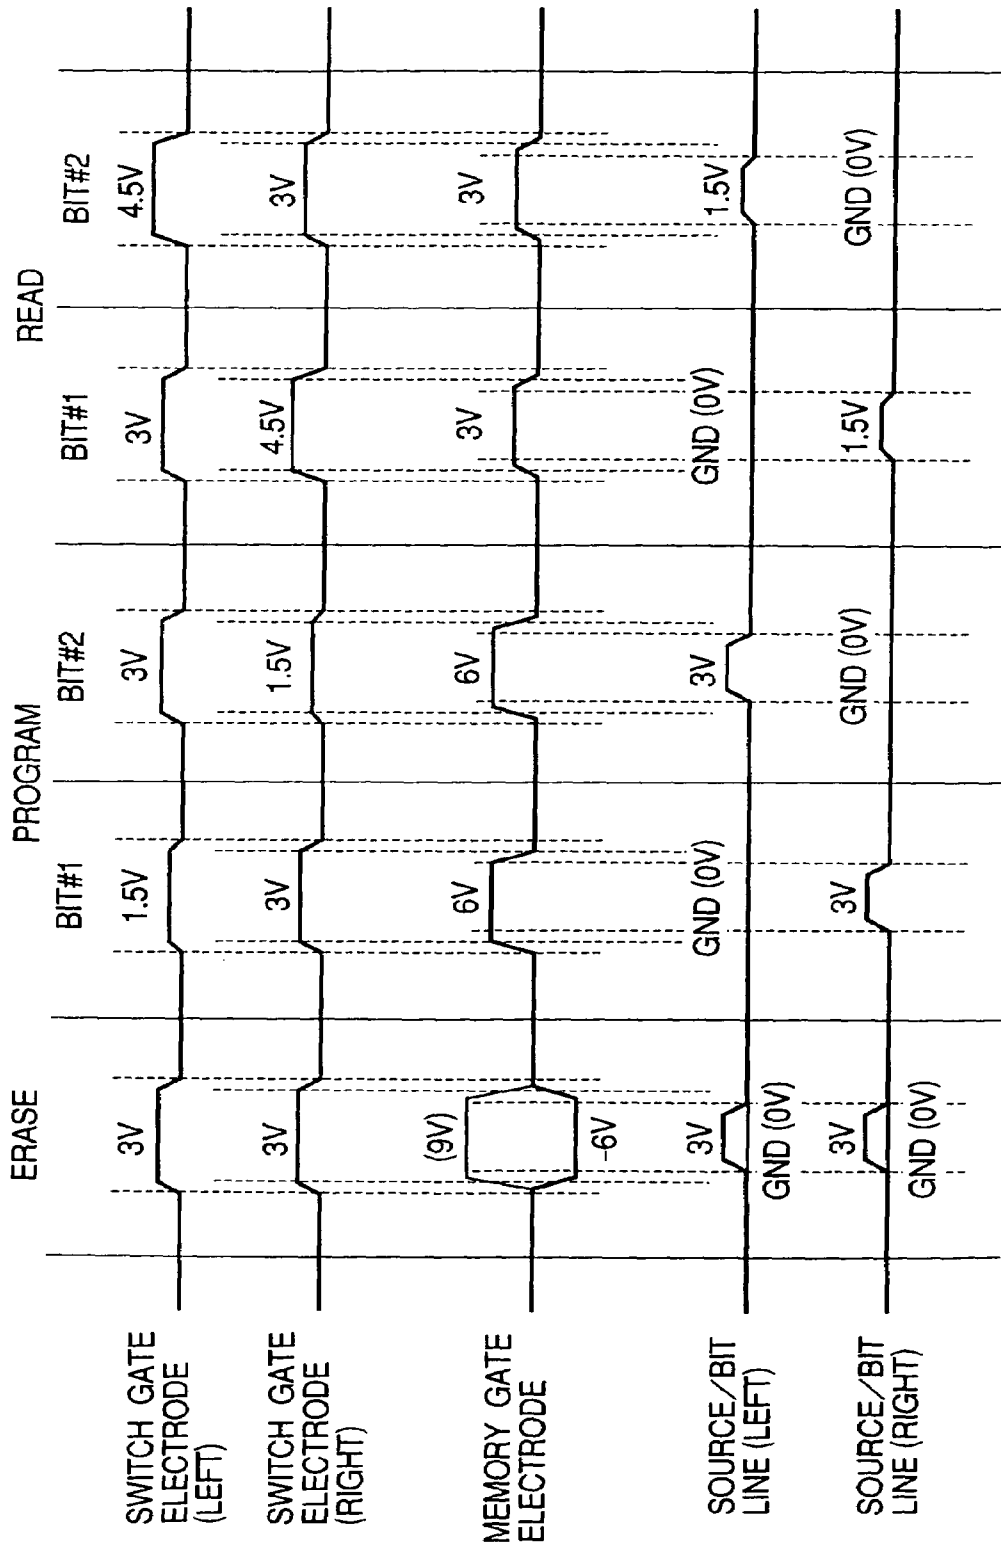 ERASE
PROGRAM
READ
BIT#1
BIT#2
BIT#1
BIT#2
SWITCH GATE
ELECTRODE
(LEFT)
3V
1.5V
3V
3V
4.5V
SWITCH GATE
ELECTRODE
(RIGHT)
3V
3V
1.5V
4.5V
3V
MEMORY GATE
ELECTRODE
(9V)
-6V
6V
6V
3V
3V
SOURCE/BIT
LINE (LEFT)
3V
GND (0V)
GND (0V)
3V
GND (0V)
1.5V
SOURCE/BIT
LINE (RIGHT)
3V
GND (0V)
3V
GND (0V)
1.5V
GND (0V)